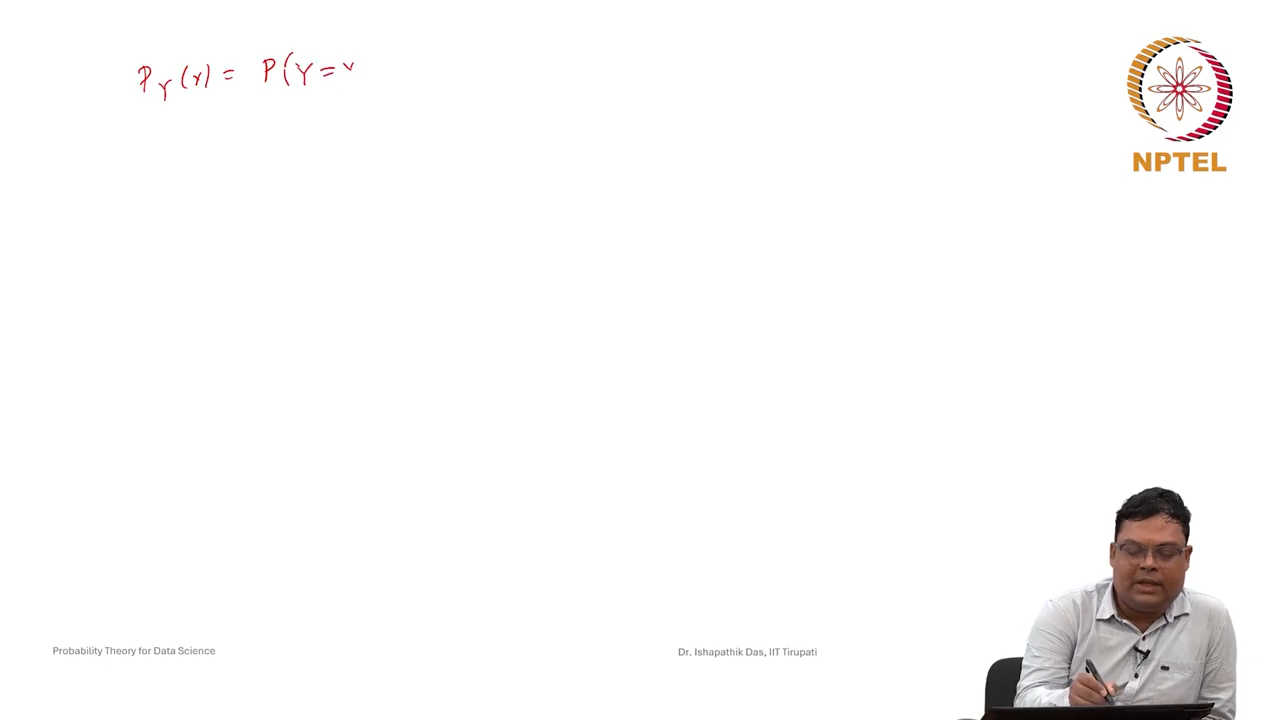 P_Y(y) = P(Y = y
NPTEL
Probability Theory for Data Science
Dr. Ishapathik Das, IIT Tirupati